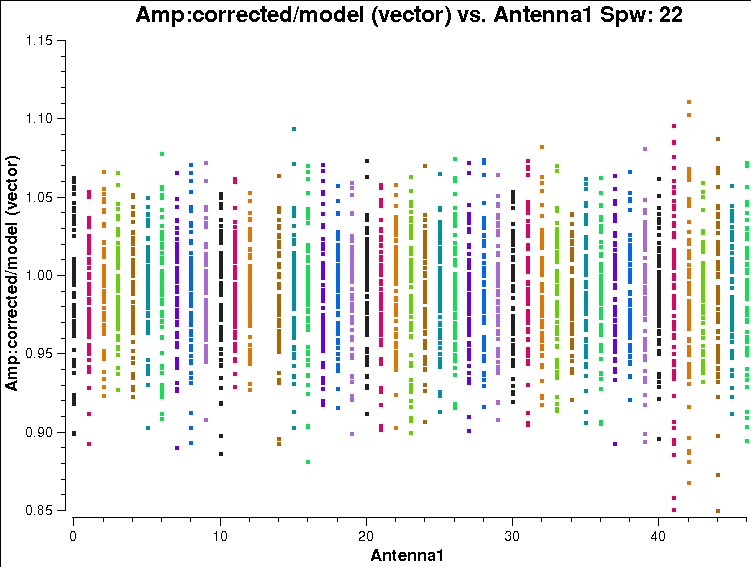 Amp:corrected/model (vector) vs. Antenna1 Spw: 22
Amp:corrected/model (vector)
1.15
1.10
1.05
1.00
0.95
0.90
0.85
0 10 20 30 40
Antenna1